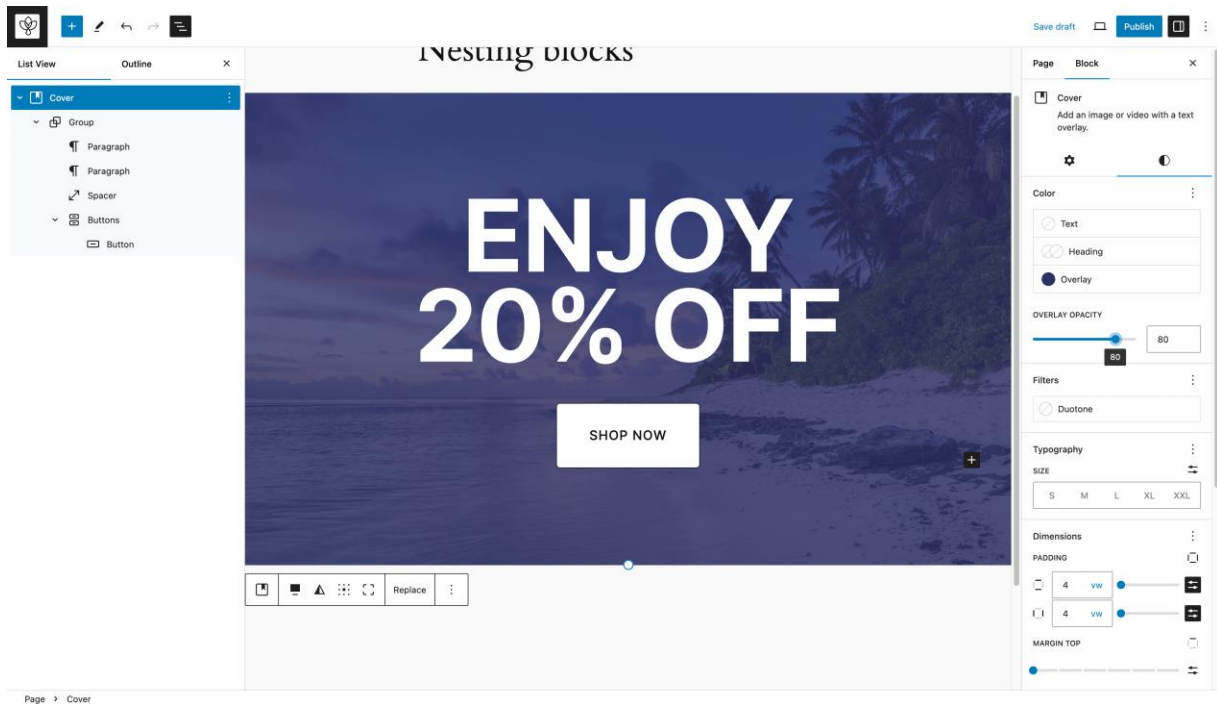 Save draft
Publish
List View
Outline
Cover
Group
Paragraph
Paragraph
Spacer
Buttons
Button
Nesting blocks
ENJOY
20% OFF
SHOP NOW
Replace
Page
Block
Cover
Add an image or video with a text
overlay.
Color
Text
Heading
Overlay
OVERLAY OPACITY
80
80
Filters
Duotone
Typography
SIZE
S M L XL XXL
Dimensions
PADDING
4 VW
4 VW
MARGIN TOP
Page > Cover